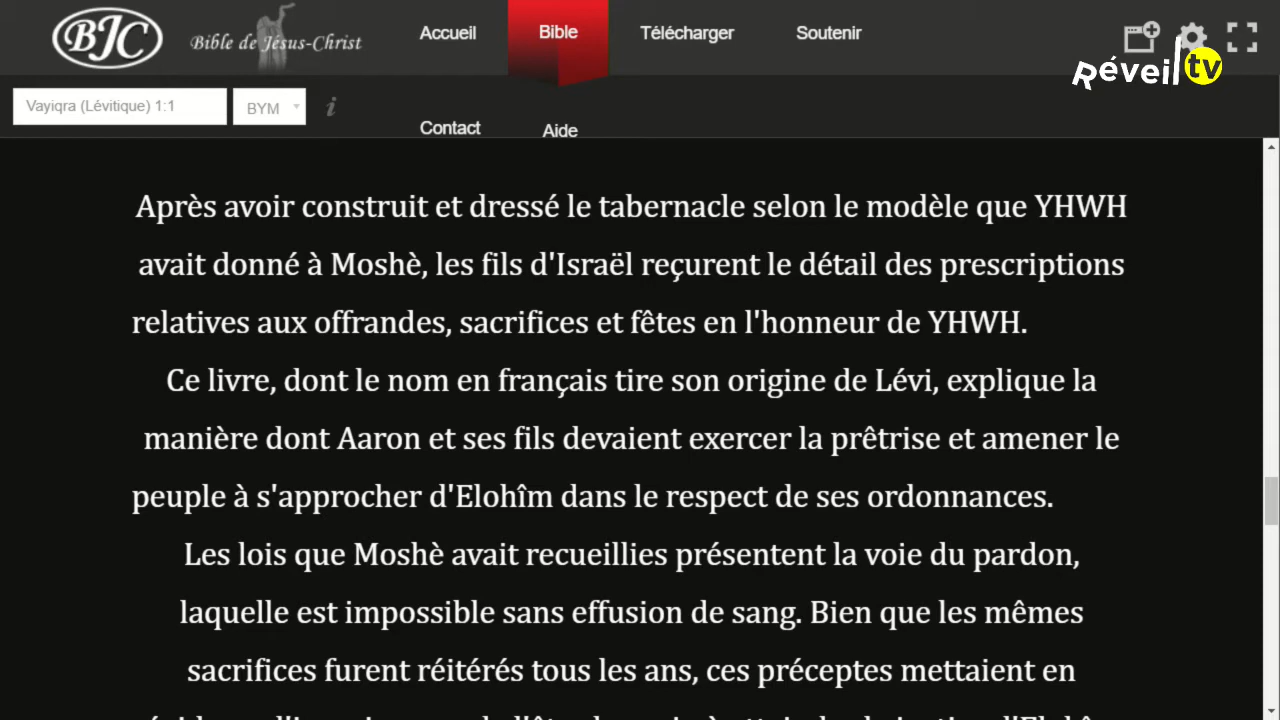 BJC
Bible de Jésus-Christ
Accueil
Bible
Télécharger
Soutenir
Réveil tv
Vayiqra (Lévitique) 1:1
BYM
i
Contact
Aide
Après avoir construit et dressé le tabernacle selon le modèle que YHWH
avait donné à Moshè, les fils d'Israël reçurent le détail des prescriptions
relatives aux offrandes, sacrifices et fêtes en l'honneur de YHWH.
Ce livre, dont le nom en français tire son origine de Lévi, explique la
manière dont Aaron et ses fils devaient exercer la prêtrise et amener le
peuple à s'approcher d'Elohîm dans le respect de ses ordonnances.
Les lois que Moshè avait recueillies présentent la voie du pardon,
laquelle est impossible sans effusion de sang. Bien que les mêmes
sacrifices furent réitérés tous les ans, ces préceptes mettaient en